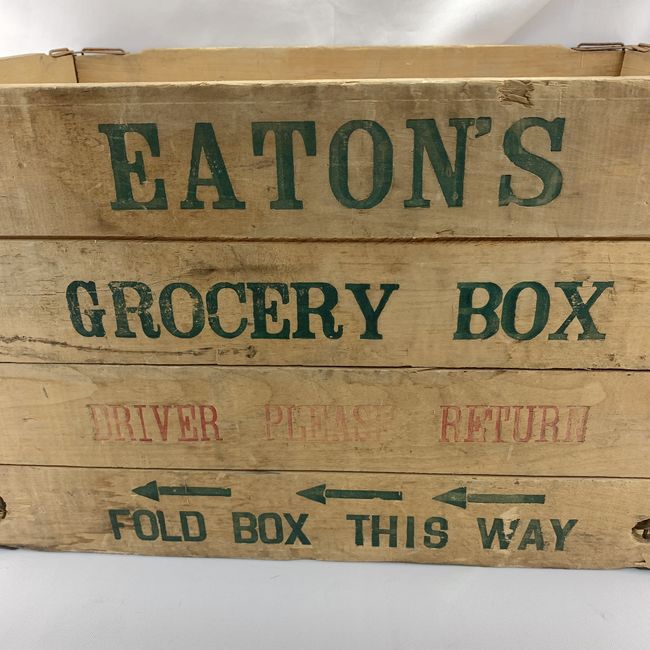 EATON'S
GROCERY BOX
DRIVER PLEASE RETURN
FOLD BOX THIS WAY